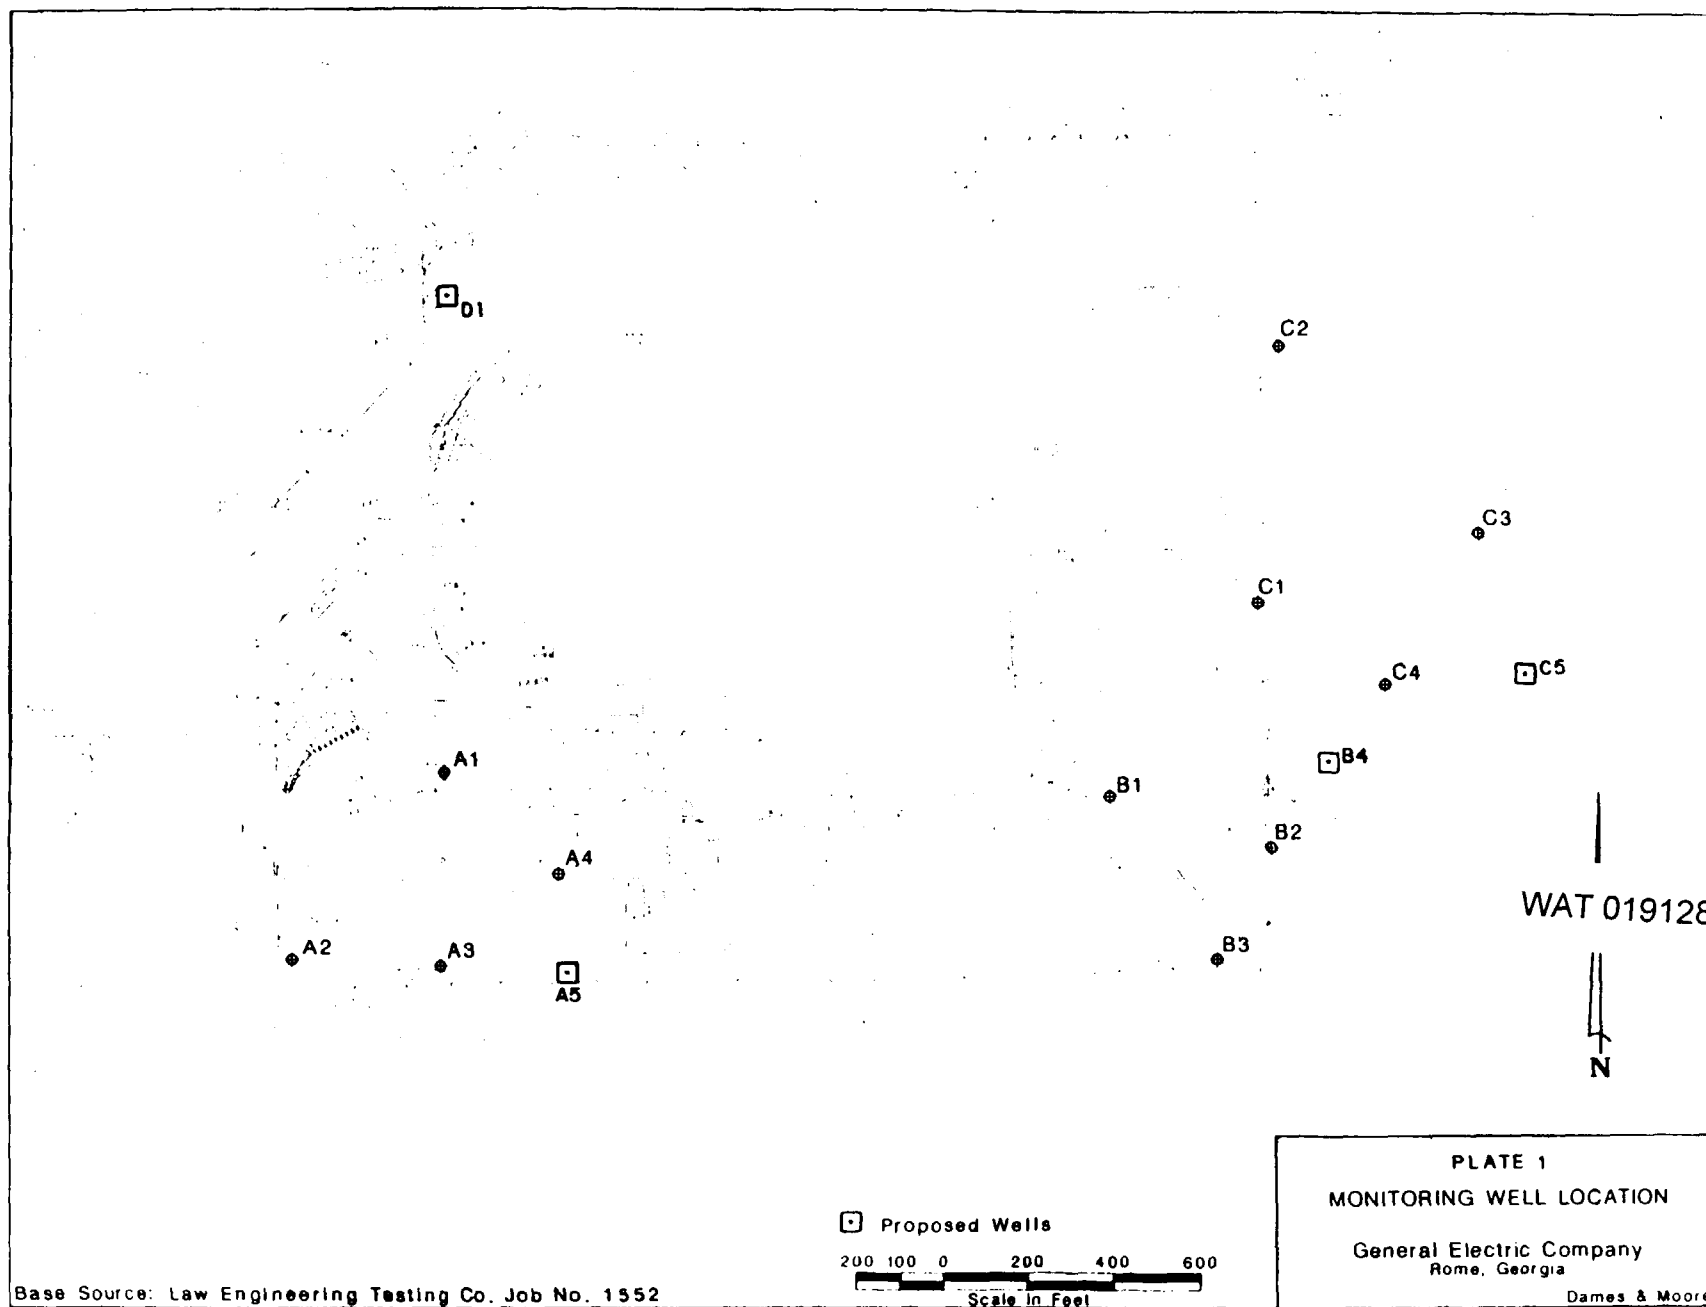 D1
C2
C3
C1
C4
C5
A1
B4
B1
B2
A4
WAT 019128
A2
A3
B3
A5
N
PLATE 1
MONITORING WELL LOCATION
Proposed Wells
General Electric Company
Rome, Georgia
200 100 0 200 400 600
Scale in Feet
Base Source: Law Engineering Testing Co. Job No. 1552
Dames & Moore